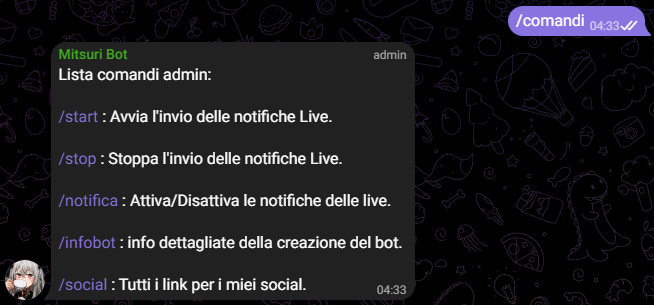 /comandi 04:33
Mitsuri Bot admin
Lista comandi admin:
/start : Avvia l'invio delle notifiche Live.
/stop : Stoppa l'invio delle notifiche Live.
/notifica : Attiva/Disattiva le notifiche delle live.
/infobot : info dettagliate della creazione del bot.
/social : Tutti i link per i miei social.
04:33